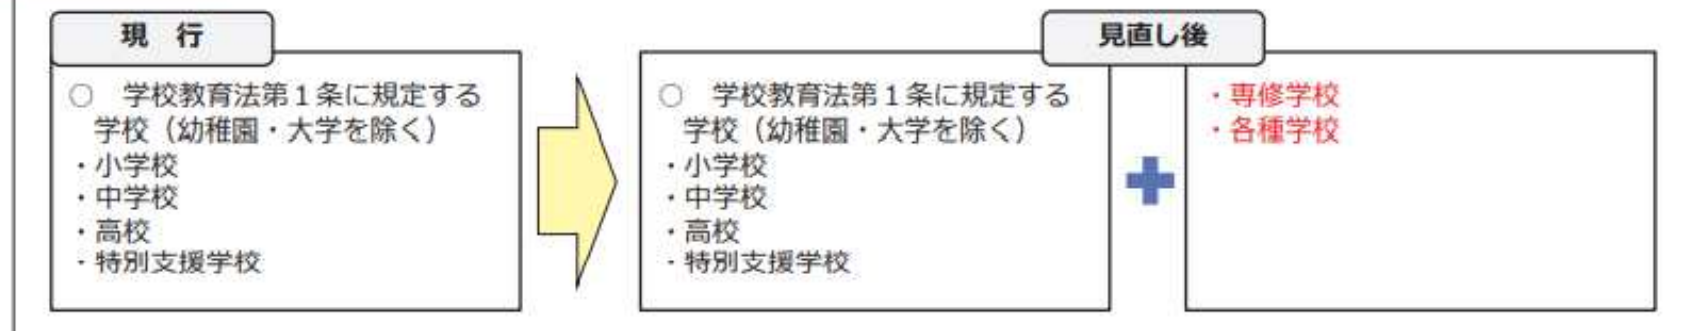 現　行
○　学校教育法第１条に規定する
学校（幼稚園・大学を除く）
・小学校
・中学校
・高校
・特別支援学校
見直し後
○　学校教育法第１条に規定する
学校（幼稚園・大学を除く）
・小学校
・中学校
・高校
・特別支援学校
・専修学校
・各種学校